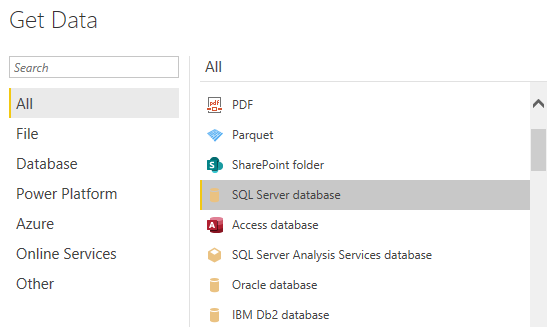 Get Data
Search
All
File
Database
Power Platform
Azure
Online Services
Other
All
PDF
Parquet
SharePoint folder
SQL Server database
Access database
SQL Server Analysis Services database
Oracle database
IBM Db2 database